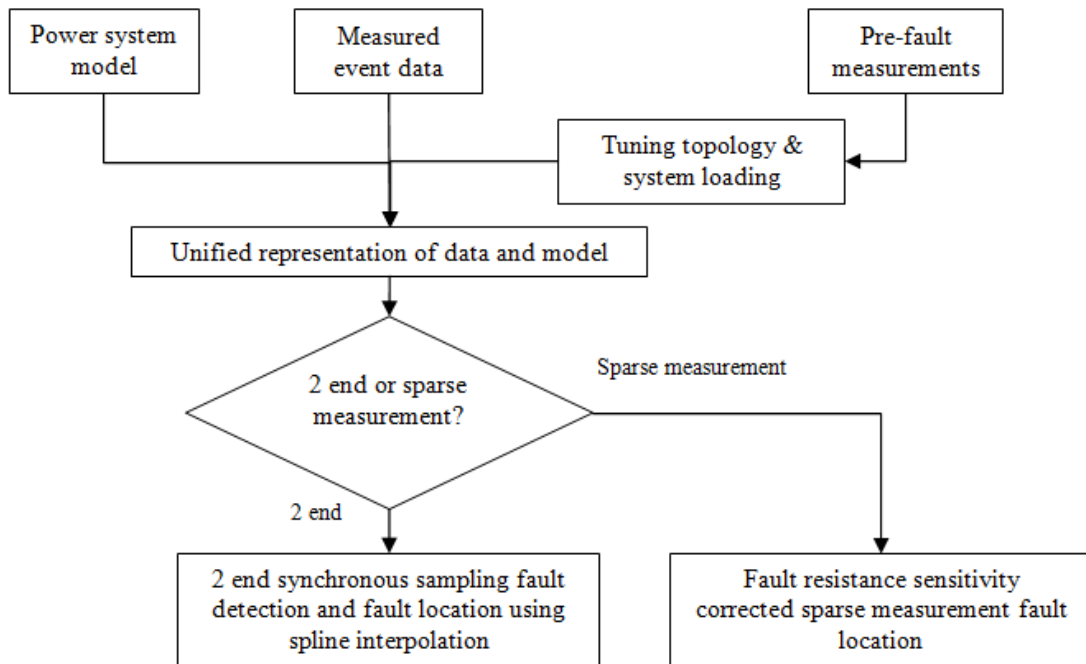 Power system
model
Measured
event data
Pre-fault
measurements
Tuning topology &
system loading
Unified representation of data and model
2 end or sparse
measurement?
Sparse measurement
2 end
2 end synchronous sampling fault
detection and fault location using
spline interpolation
Fault resistance sensitivity
corrected sparse measurement fault
location